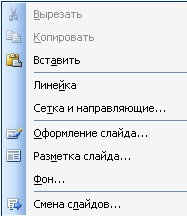 Вырезать
Копировать
Вставить
Линейка
Сетка и направляющие...
Оформление слайда...
Разметка слайда...
Фон...
Смена слайдов...